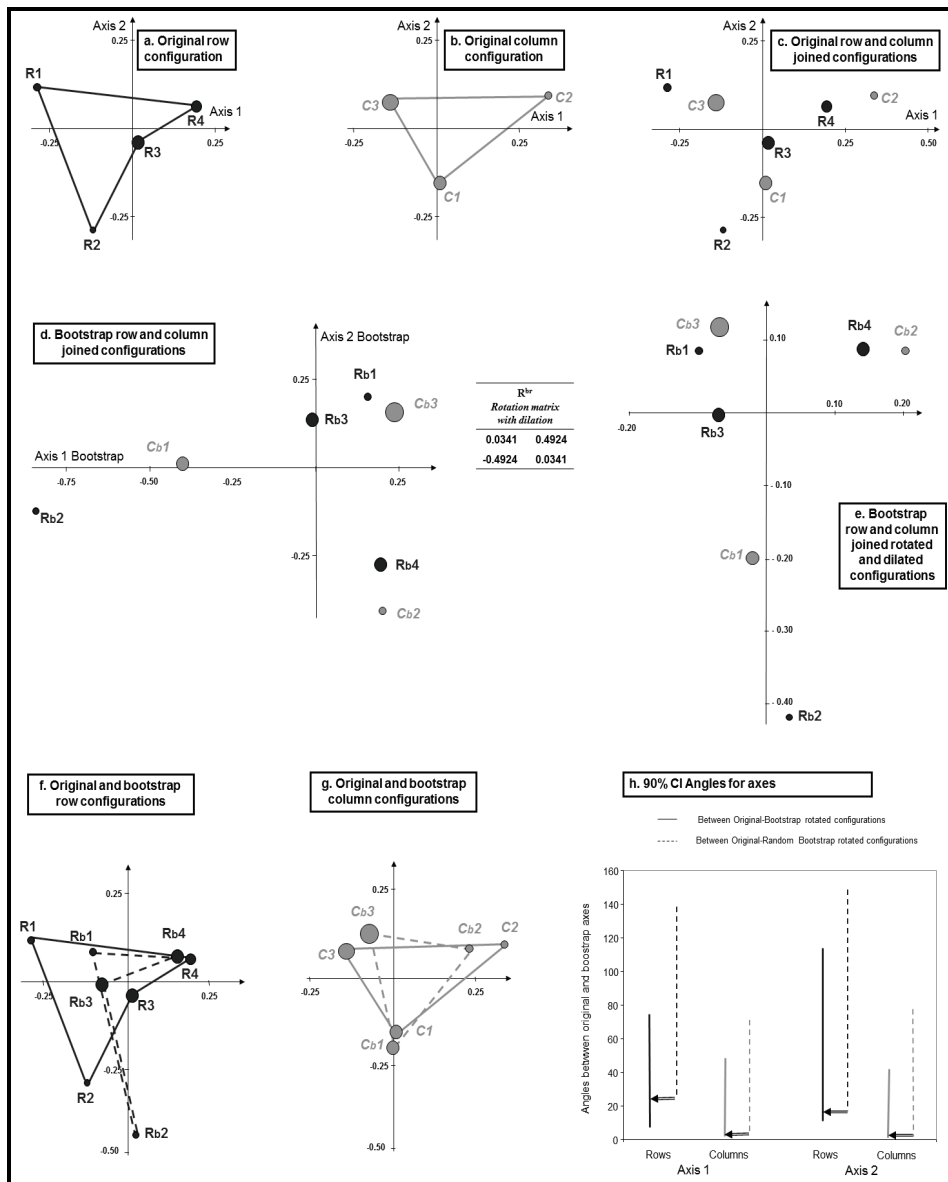 Axis 2
0.25
a. Original row
configuration
R1
Axis 1
R4
-0.25
0.25
R3
-0.25
R2
Axis 2
0.25
b. Original column
configuration
C3
C2
Axis 1
C1
-0.25
Axis 2
0.25
c. Original row and column
joined configurations
R1
C3
C2
R4
Axis 1
-0.25
0.25
0.50
R3
C1
-0.25
R2
d. Bootstrap row and column
joined configurations
Axis 2 Bootstrap
0.25
Rb1
Cb3
Rb3
Cb1
Axis 1 Bootstrap
-0.75
-0.50
-0.25
0.25
Rb2
-0.25
Rb4
Cb2
Rbr
Rotation matrix
with dilation
0.0341 0.4924
-0.4924 0.0341
Cb3
Rb1
0.10
Rb4
Cb2
-0.20
0.10
0.20
Rb3
- 0.10
Cb1
- 0.20
- 0.30
- 0.40
Rb2
e. Bootstrap
row and column
joined rotated
and dilated
configurations
f. Original and bootstrap
row configurations
0.25
R1
Rb1
Rb4
R4
-0.25
Rb3
R3
0.25
-0.25
R2
Rb2
-0.50
g. Original and bootstrap
column configurations
0.25
Cb3
Cb2
C2
C3
-0.25
0.25
C1
Cb1
-0.25
-0.50
h. 90% CI Angles for axes
Between Original-Bootstrap rotated configurations
Between Original-Random Bootstrap rotated configurations
Angles betwwen original and boostrap axes
160
140
120
100
80
60
40
20
0
Rows Columns Rows Columns
Axis 1 Axis 2